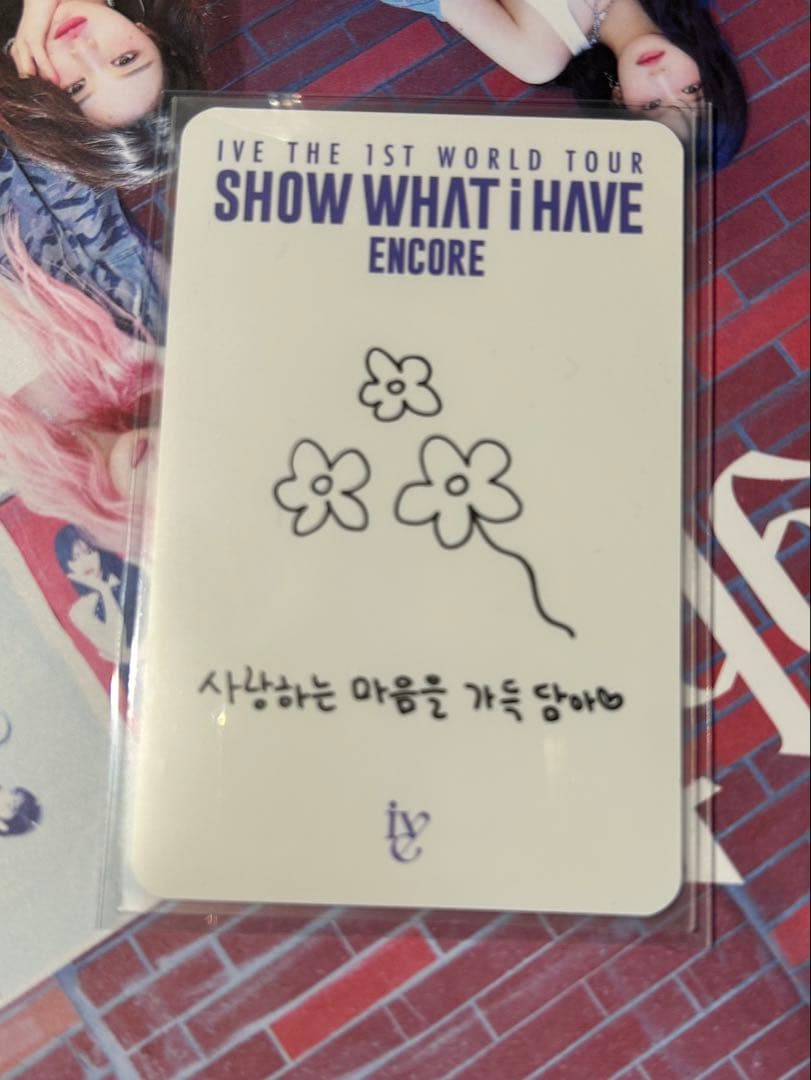 IVE THE 1ST WORLD TOUR
SHOW WHAT i HAVE
ENCORE
사랑하는 마음을 가득 담아♡
ive